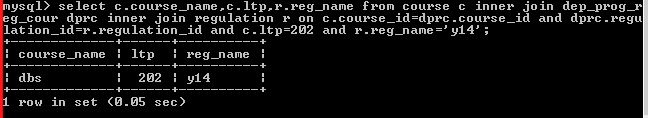 mysql> select c.course_name,c.ltp,r.reg_name from course c inner join dep_prog_r
eg_cour dprc inner join regulation r on c.course_id=dprc.course_id and dprc.regu
lation_id=r.regulation_id and c.ltp=202 and r.reg_name='y14';
+-------------+------+----------+
| course_name | ltp | reg_name |
+-------------+------+----------+
| dbs | 202 | y14 |
+-------------+------+----------+
1 row in set (0.05 sec)